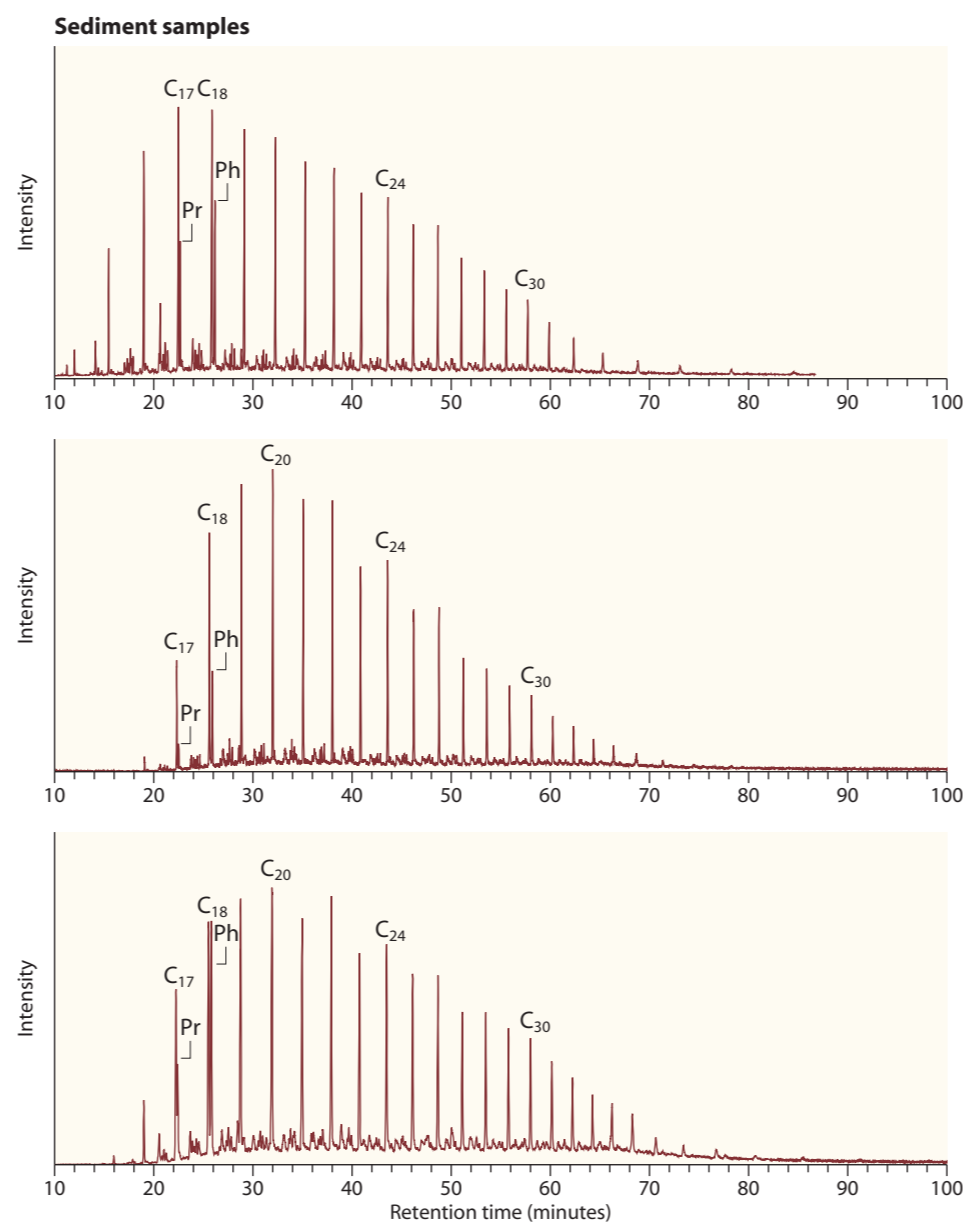 Sediment samples
C₁₇ C₁₈
Ph
Pr
C₂₄
C₃₀
Intensity
10 20 30 40 50 60 70 80 90 100
C₂₀
C₁₈
C₂₄
C₁₇
Ph
C₃₀
Pr
Intensity
10 20 30 40 50 60 70 80 90 100
C₂₀
C₁₈
Ph
C₂₄
C₁₇
C₃₀
Pr
Intensity
10 20 30 40 50 60 70 80 90 100
Retention time (minutes)